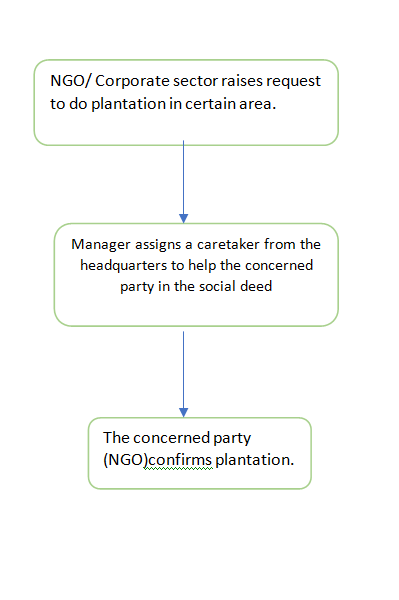 NGO/ Corporate sector raises request
to do plantation in certain area.
Manager assigns a caretaker from the
headquarters to help the concerned
party in the social deed
The concerned party
(NGO)confirms plantation.